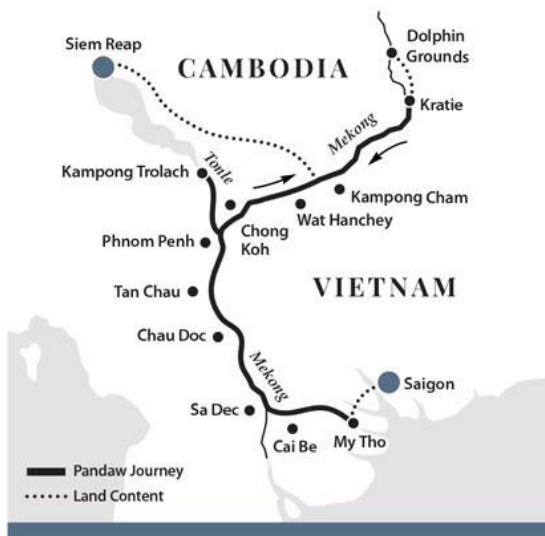 Siem Reap
CAMBODIA
Dolphin
Grounds
Kratie
Mekong
Tonle
Kampong Trolach
Kampong Cham
Wat Hanchey
Chong
Koh
Phnom Penh
Tan Chau
VIETNAM
Chau Doc
Mekong
Saigon
Sa Dec
Cai Be
My Tho
Pandaw Journey
Land Content